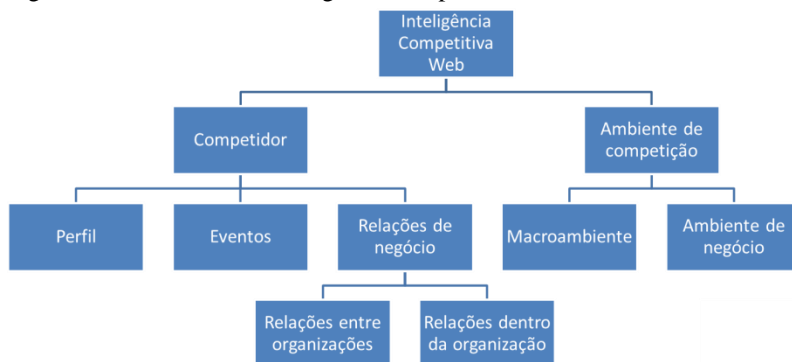 Inteligência
Competitiva
Web
Competidor
Ambiente de
competição
Perfil
Eventos
Relações de
negócio
Macroambiente
Ambiente de
negócio
Relações entre
organizações
Relações dentro
da organização